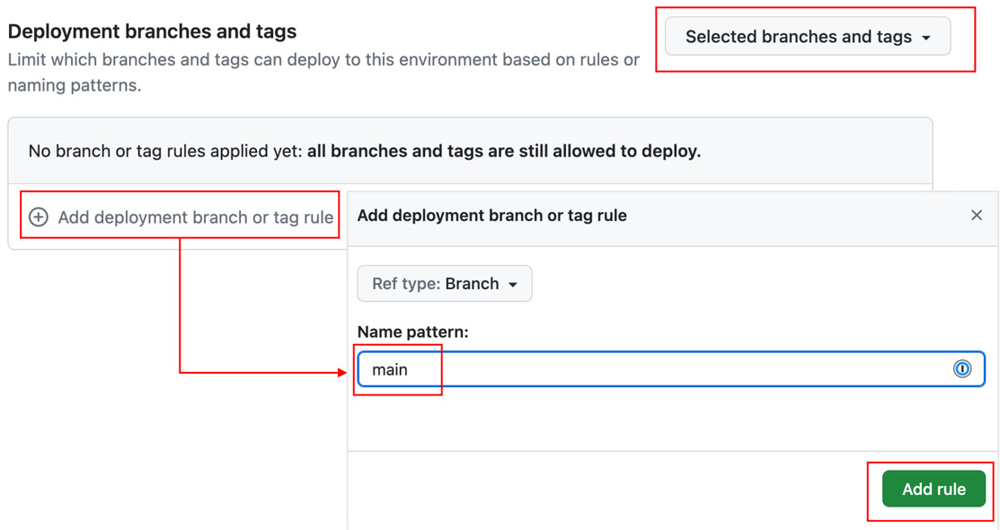 Deployment branches and tags
Selected branches and tags
Limit which branches and tags can deploy to this environment based on rules or
naming patterns.
No branch or tag rules applied yet: all branches and tags are still allowed to deploy.
Add deployment branch or tag rule
Add deployment branch or tag rule
Ref type: Branch
Name pattern:
main
Add rule